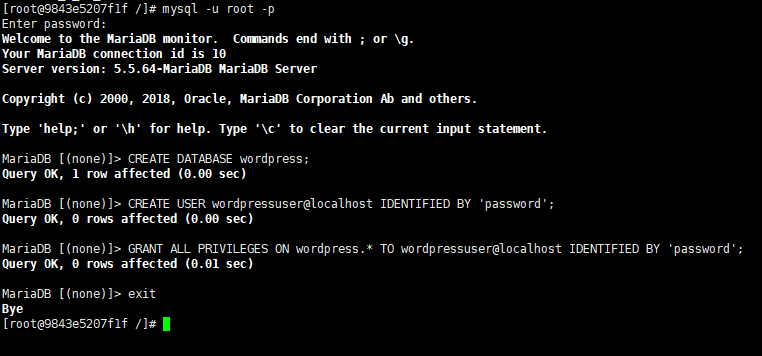 [root@9843e5207f1f /]# mysql -u root -p
Enter password:
Welcome to the MariaDB monitor.  Commands end with ; or \g.
Your MariaDB connection id is 10
Server version: 5.5.64-MariaDB MariaDB Server
Copyright (c) 2000, 2018, Oracle, MariaDB Corporation Ab and others.
Type 'help;' or '\h' for help. Type '\c' to clear the current input statement.
MariaDB [(none)]> CREATE DATABASE wordpress;
Query OK, 1 row affected (0.00 sec)
MariaDB [(none)]> CREATE USER wordpressuser@localhost IDENTIFIED BY 'password';
Query OK, 0 rows affected (0.00 sec)
MariaDB [(none)]> GRANT ALL PRIVILEGES ON wordpress.* TO wordpressuser@localhost IDENTIFIED BY 'password';
Query OK, 0 rows affected (0.01 sec)
MariaDB [(none)]> exit
Bye
[root@9843e5207f1f /]#